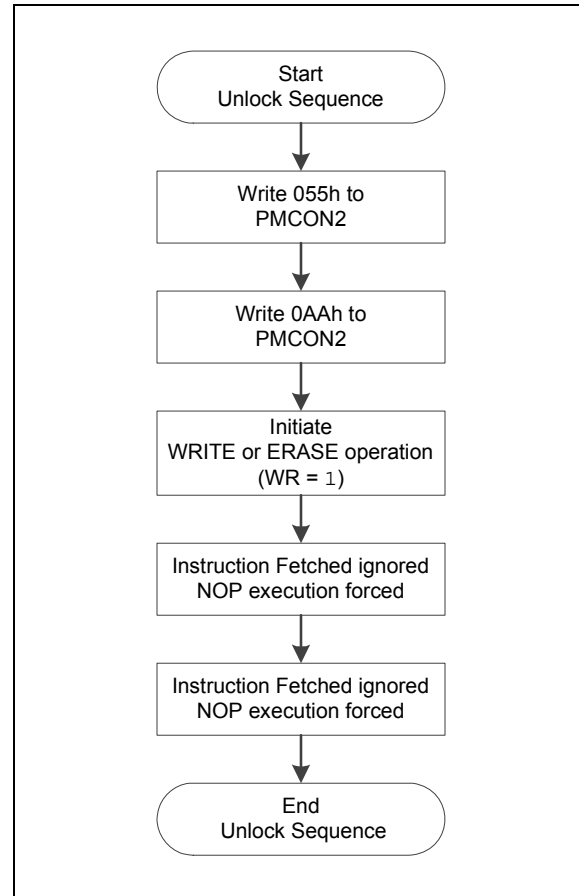 Start
Unlock Sequence
Write 055h to
PMCON2
Write 0AAh to
PMCON2
Initiate
WRITE or ERASE operation
(WR = 1)
Instruction Fetched ignored
NOP execution forced
Instruction Fetched ignored
NOP execution forced
End
Unlock Sequence